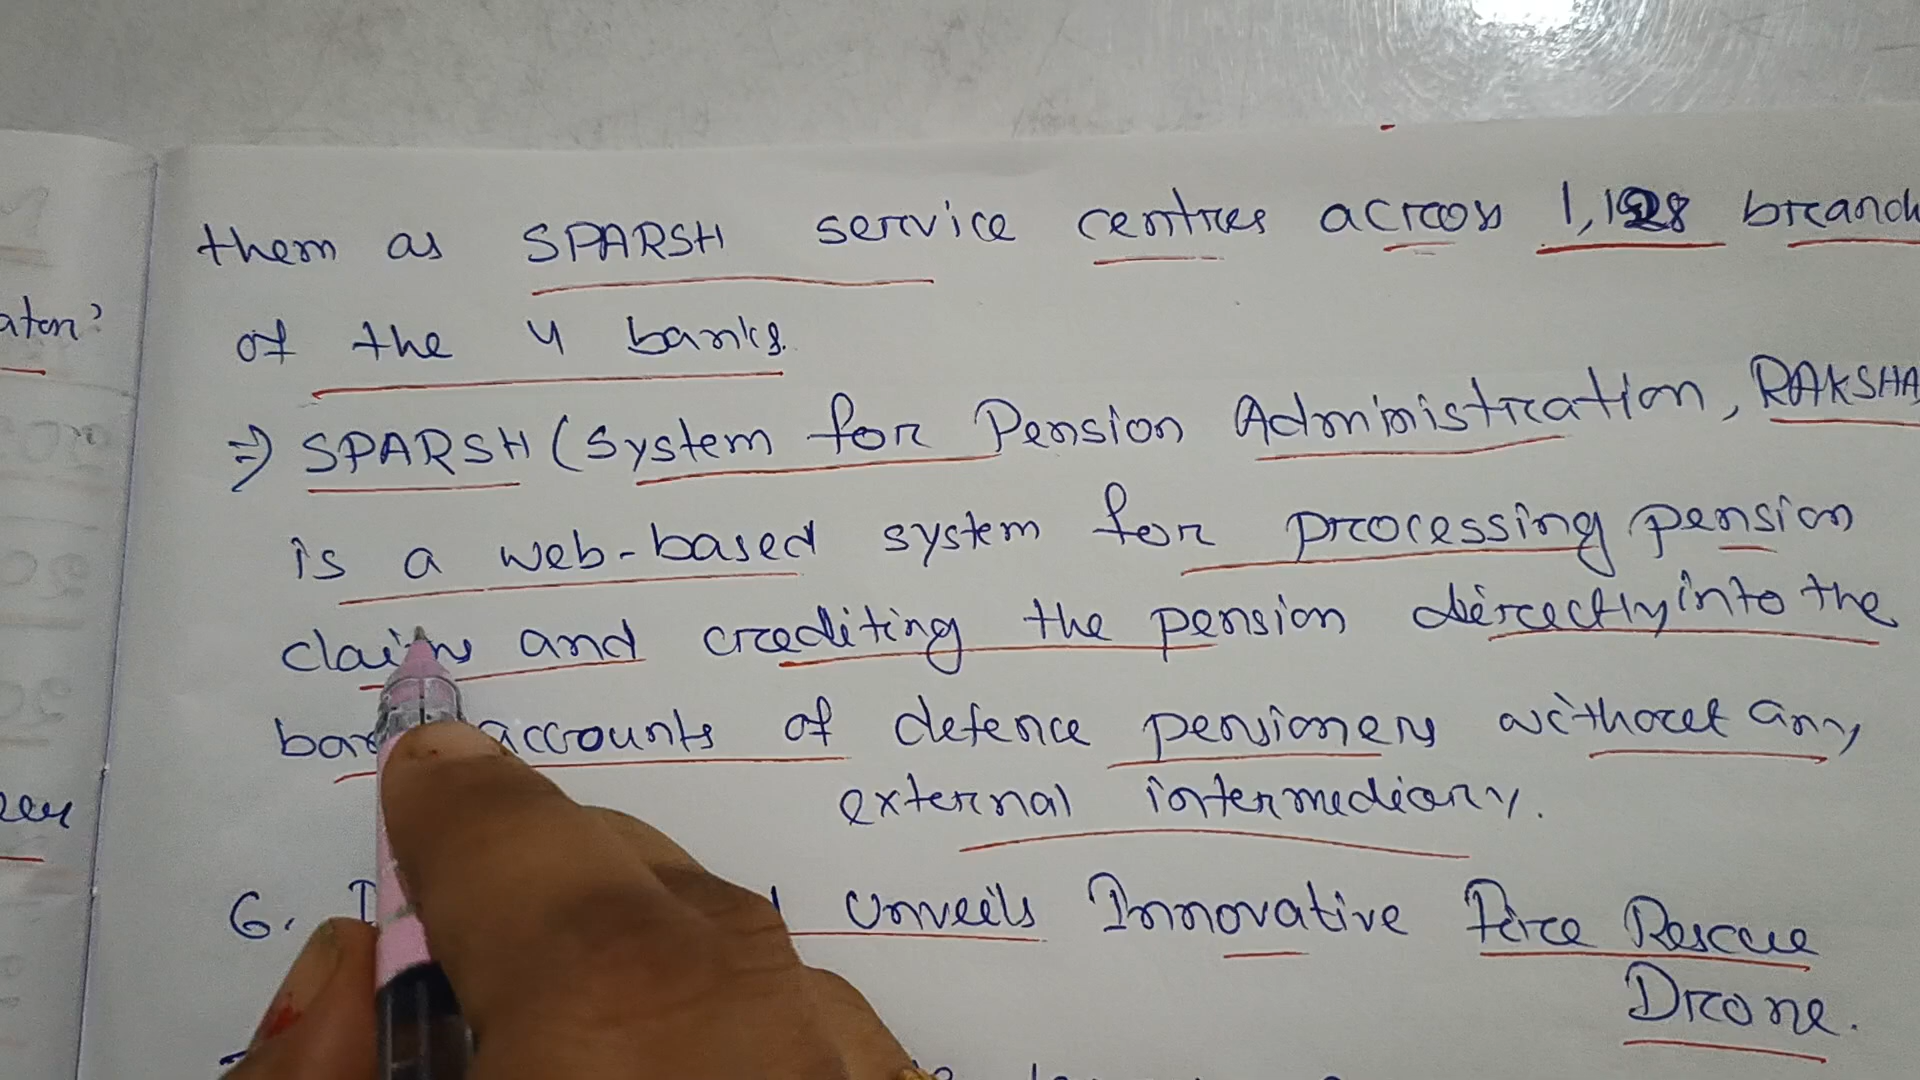 them as SPARSH service centres across 1,128 branch
of the 4 banks.
⇒ SPARSH (System for Pension Administration, RAKSHA
is a web-based system for processing pension
claims and crediting the pension directly into the
accounts of defence pensioners without any
external intermediary.
6. Unveils Innovative Fire Rescue
Drone.